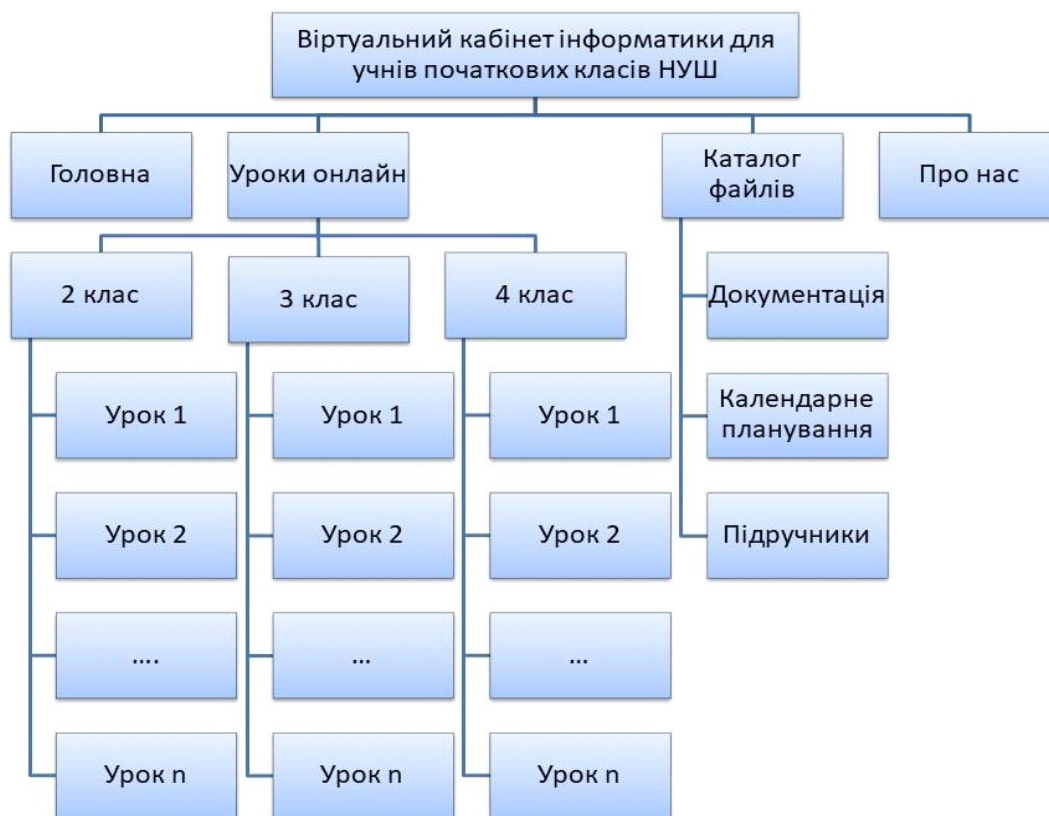 Віртуальний кабінет інформатики для
учнів початкових класів НУШ
Головна
Уроки онлайн
Каталог
файлів
Про нас
2 клас
3 клас
4 клас
Документація
Календарне
планування
Підручники
Урок 1
Урок 2
....
Урок n
Урок 1
Урок 2
...
Урок n
Урок 1
Урок 2
...
Урок n